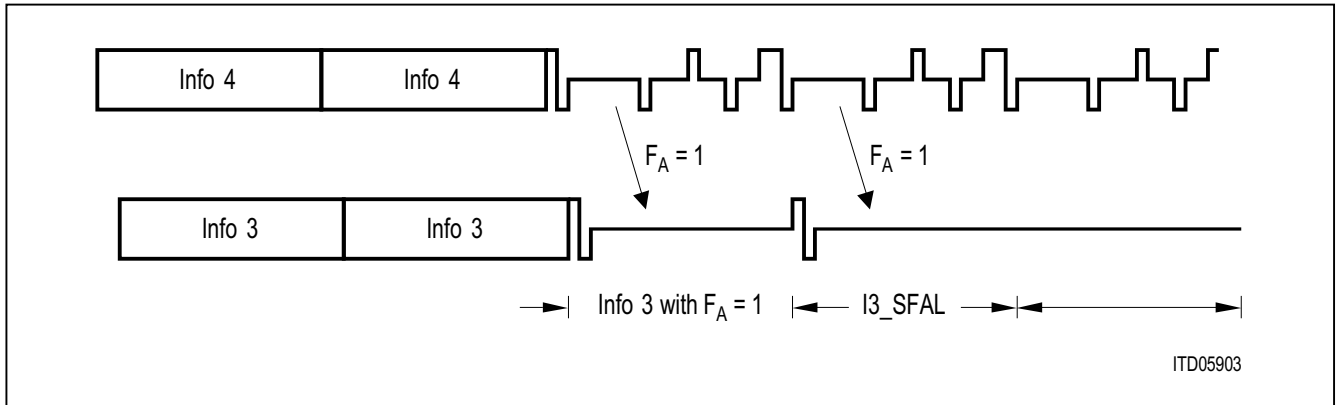 Info 4 Info 4
F_A = 1 F_A = 1
Info 3 Info 3
Info 3 with F_A = 1 I3_SFAL
ITD05903